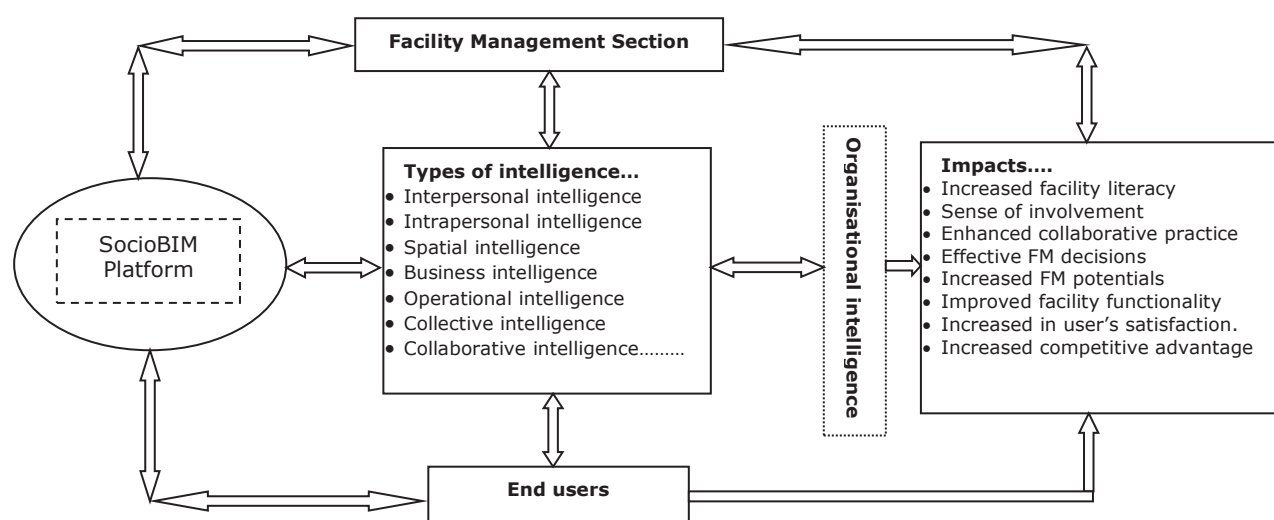 Facility Management Section
SocioBIM
Platform
Types of intelligence...
• Interpersonal intelligence
• Intrapersonal intelligence
• Spatial intelligence
• Business intelligence
• Operational intelligence
• Collective intelligence
• Collaborative intelligence.........
Organisational intelligence
Impacts....
• Increased facility literacy
• Sense of involvement
• Enhanced collaborative practice
• Effective FM decisions
• Increased FM potentials
• Improved facility functionality
• Increased in user’s satisfaction.
• Increased competitive advantage
End users